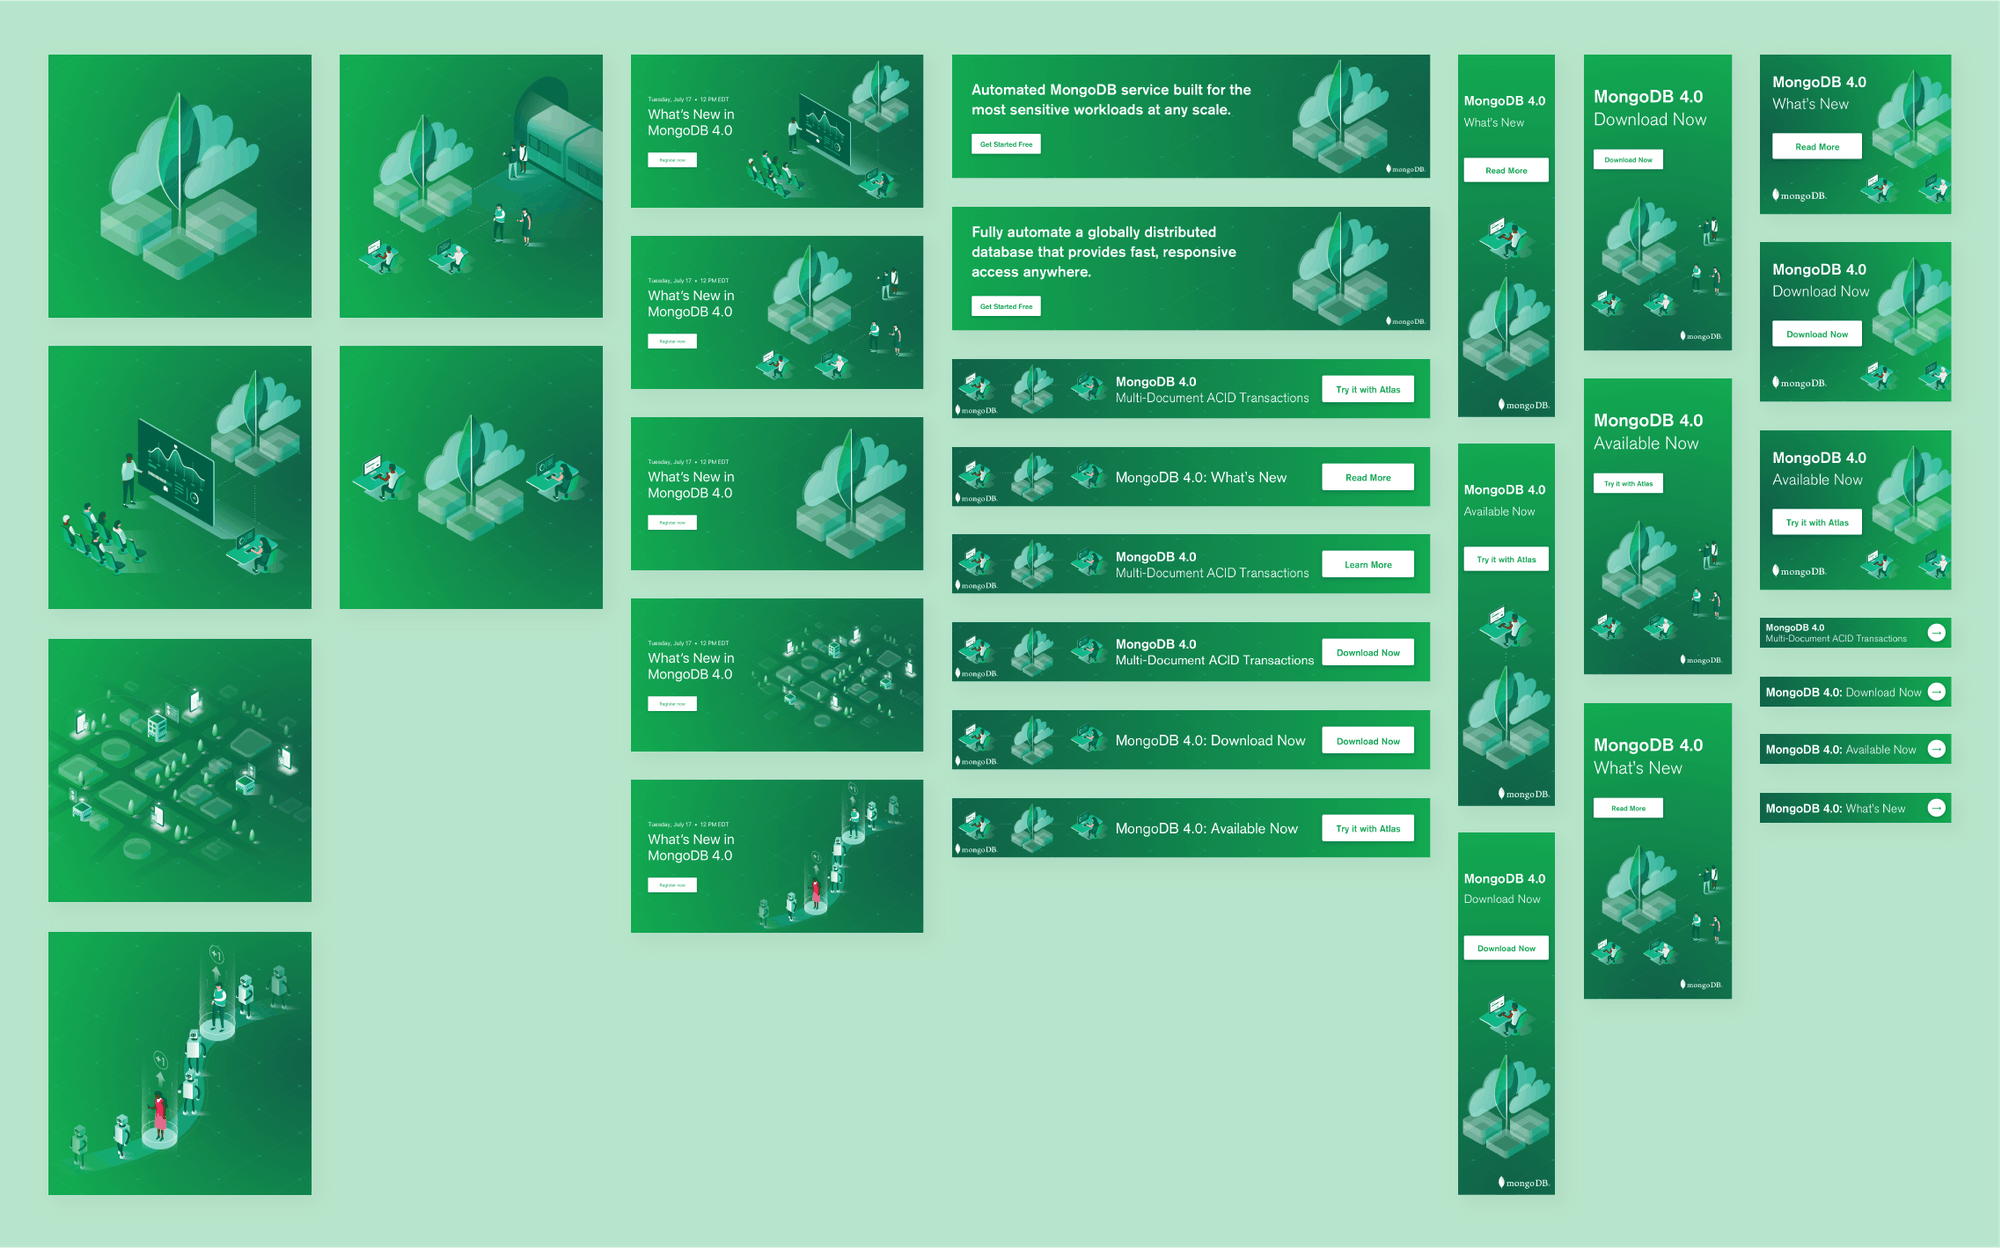 Tuesday, July 17 • 12 PM EDT
What's New in
MongoDB 4.0
Register now
Tuesday, July 17 • 12 PM EDT
What's New in
MongoDB 4.0
Register now
Tuesday, July 17 • 12 PM EDT
What's New in
MongoDB 4.0
Register now
Tuesday, July 17 • 12 PM EDT
What's New in
MongoDB 4.0
Register now
Tuesday, July 17 • 12 PM EDT
What's New in
MongoDB 4.0
Register now
Automated MongoDB service built for the
most sensitive workloads at any scale.
Get Started Free
mongoDB.
Fully automate a globally distributed
database that provides fast, responsive
access anywhere.
Get Started Free
mongoDB.
MongoDB 4.0
Multi-Document ACID Transactions
Try it with Atlas
mongoDB.
MongoDB 4.0: What's New
Read More
mongoDB.
MongoDB 4.0
Multi-Document ACID Transactions
Learn More
mongoDB.
MongoDB 4.0
Multi-Document ACID Transactions
Download Now
mongoDB.
MongoDB 4.0: Download Now
Download Now
mongoDB.
MongoDB 4.0: Available Now
Try it with Atlas
mongoDB.
MongoDB 4.0
What's New
Read More
mongoDB.
MongoDB 4.0
Available Now
Try it with Atlas
mongoDB.
MongoDB 4.0
Download Now
Download Now
mongoDB.
MongoDB 4.0
Download Now
Download Now
mongoDB.
MongoDB 4.0
Available Now
Try it with Atlas
mongoDB.
MongoDB 4.0
What's New
Read More
mongoDB.
MongoDB 4.0
What's New
Read More
mongoDB.
MongoDB 4.0
Download Now
Download Now
mongoDB.
MongoDB 4.0
Available Now
Try it with Atlas
mongoDB.
MongoDB 4.0
Multi-Document ACID Transactions
MongoDB 4.0: Download Now
MongoDB 4.0: Available Now
MongoDB 4.0: What's New